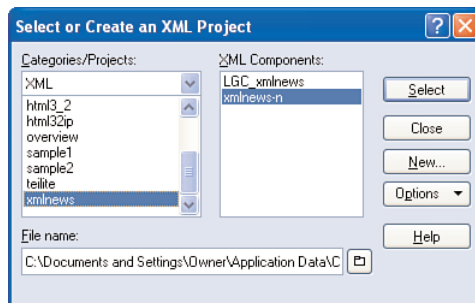 Select or Create an XML Project
Categories/Projects:
XML Components:
XML
html3_2
html32ip
overview
sample1
sample2
teilite
xmlnews
LGC_xmlnews
xmlnews-n
Select
Close
New...
Options
Help
File name:
C:\Documents and Settings\Owner\Application Data\C